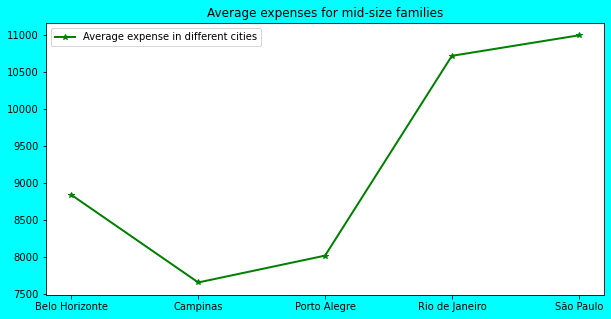 Average expenses for mid-size families
Average expense in different cities
11000
10500
10000
9500
9000
8500
8000
7500
Belo Horizonte Campinas Porto Alegre Rio de Janeiro São Paulo